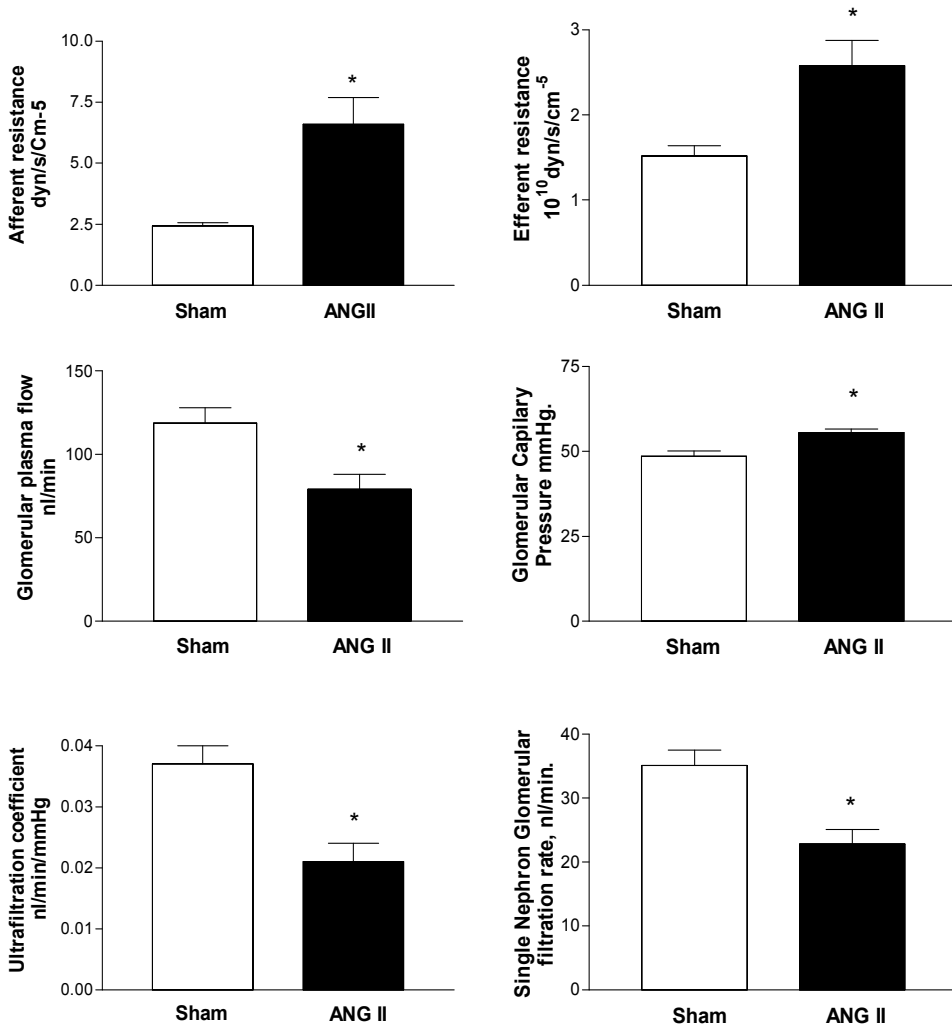 Afferent resistance
dyn/s/Cm-5
10.0
7.5
5.0
2.5
0.0
*
Sham
ANGII
Efferent resistance
10^10 dyn/s/cm^-5
3
2
1
0
*
Sham
ANG II
Glomerular plasma flow
nl/min
150
100
50
0
*
Sham
ANG II
Glomerular Capilary
Pressure mmHg.
75
50
25
0
*
Sham
ANG II
Ultrafiltration coefficient
nl/min/mmHg
0.04
0.03
0.02
0.01
0.00
*
Sham
ANG II
Single Nephron Glomerular
filtration rate, nl/min.
40
30
20
10
0
*
Sham
ANG II